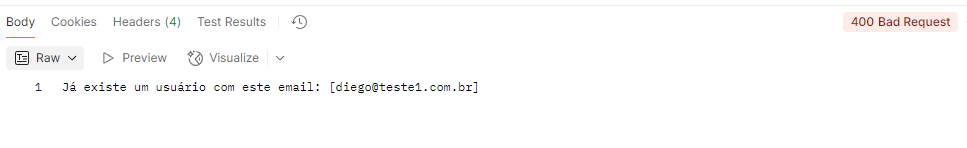 Body Cookies Headers (4) Test Results 400 Bad Request
Raw Preview Visualize
1 Já existe um usuário com este email: [diego@teste1.com.br]